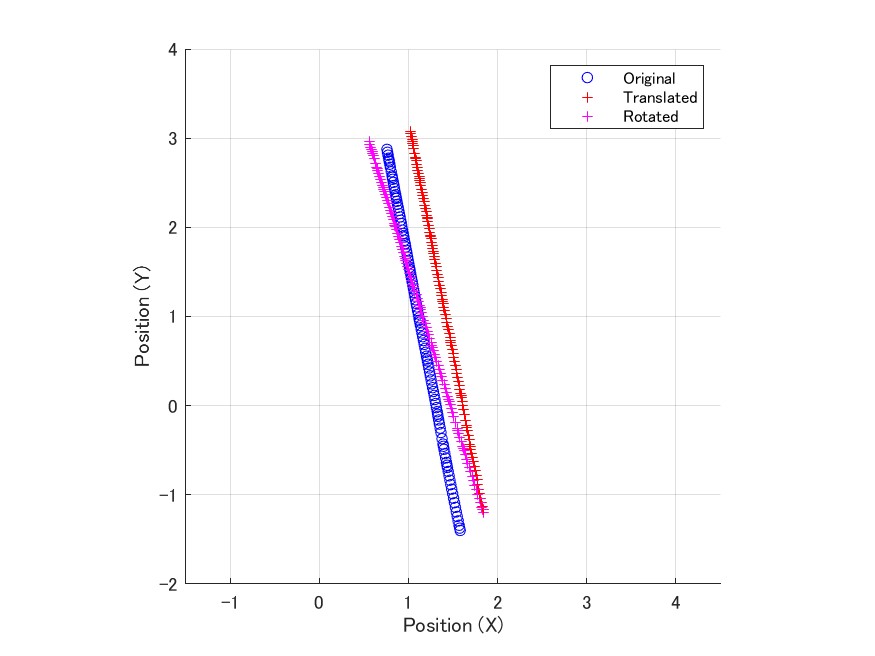 4
3
2
1
0
−1
−2
−1 0 1 2 3 4
Position (X)
Position (Y)
Original
Translated
Rotated